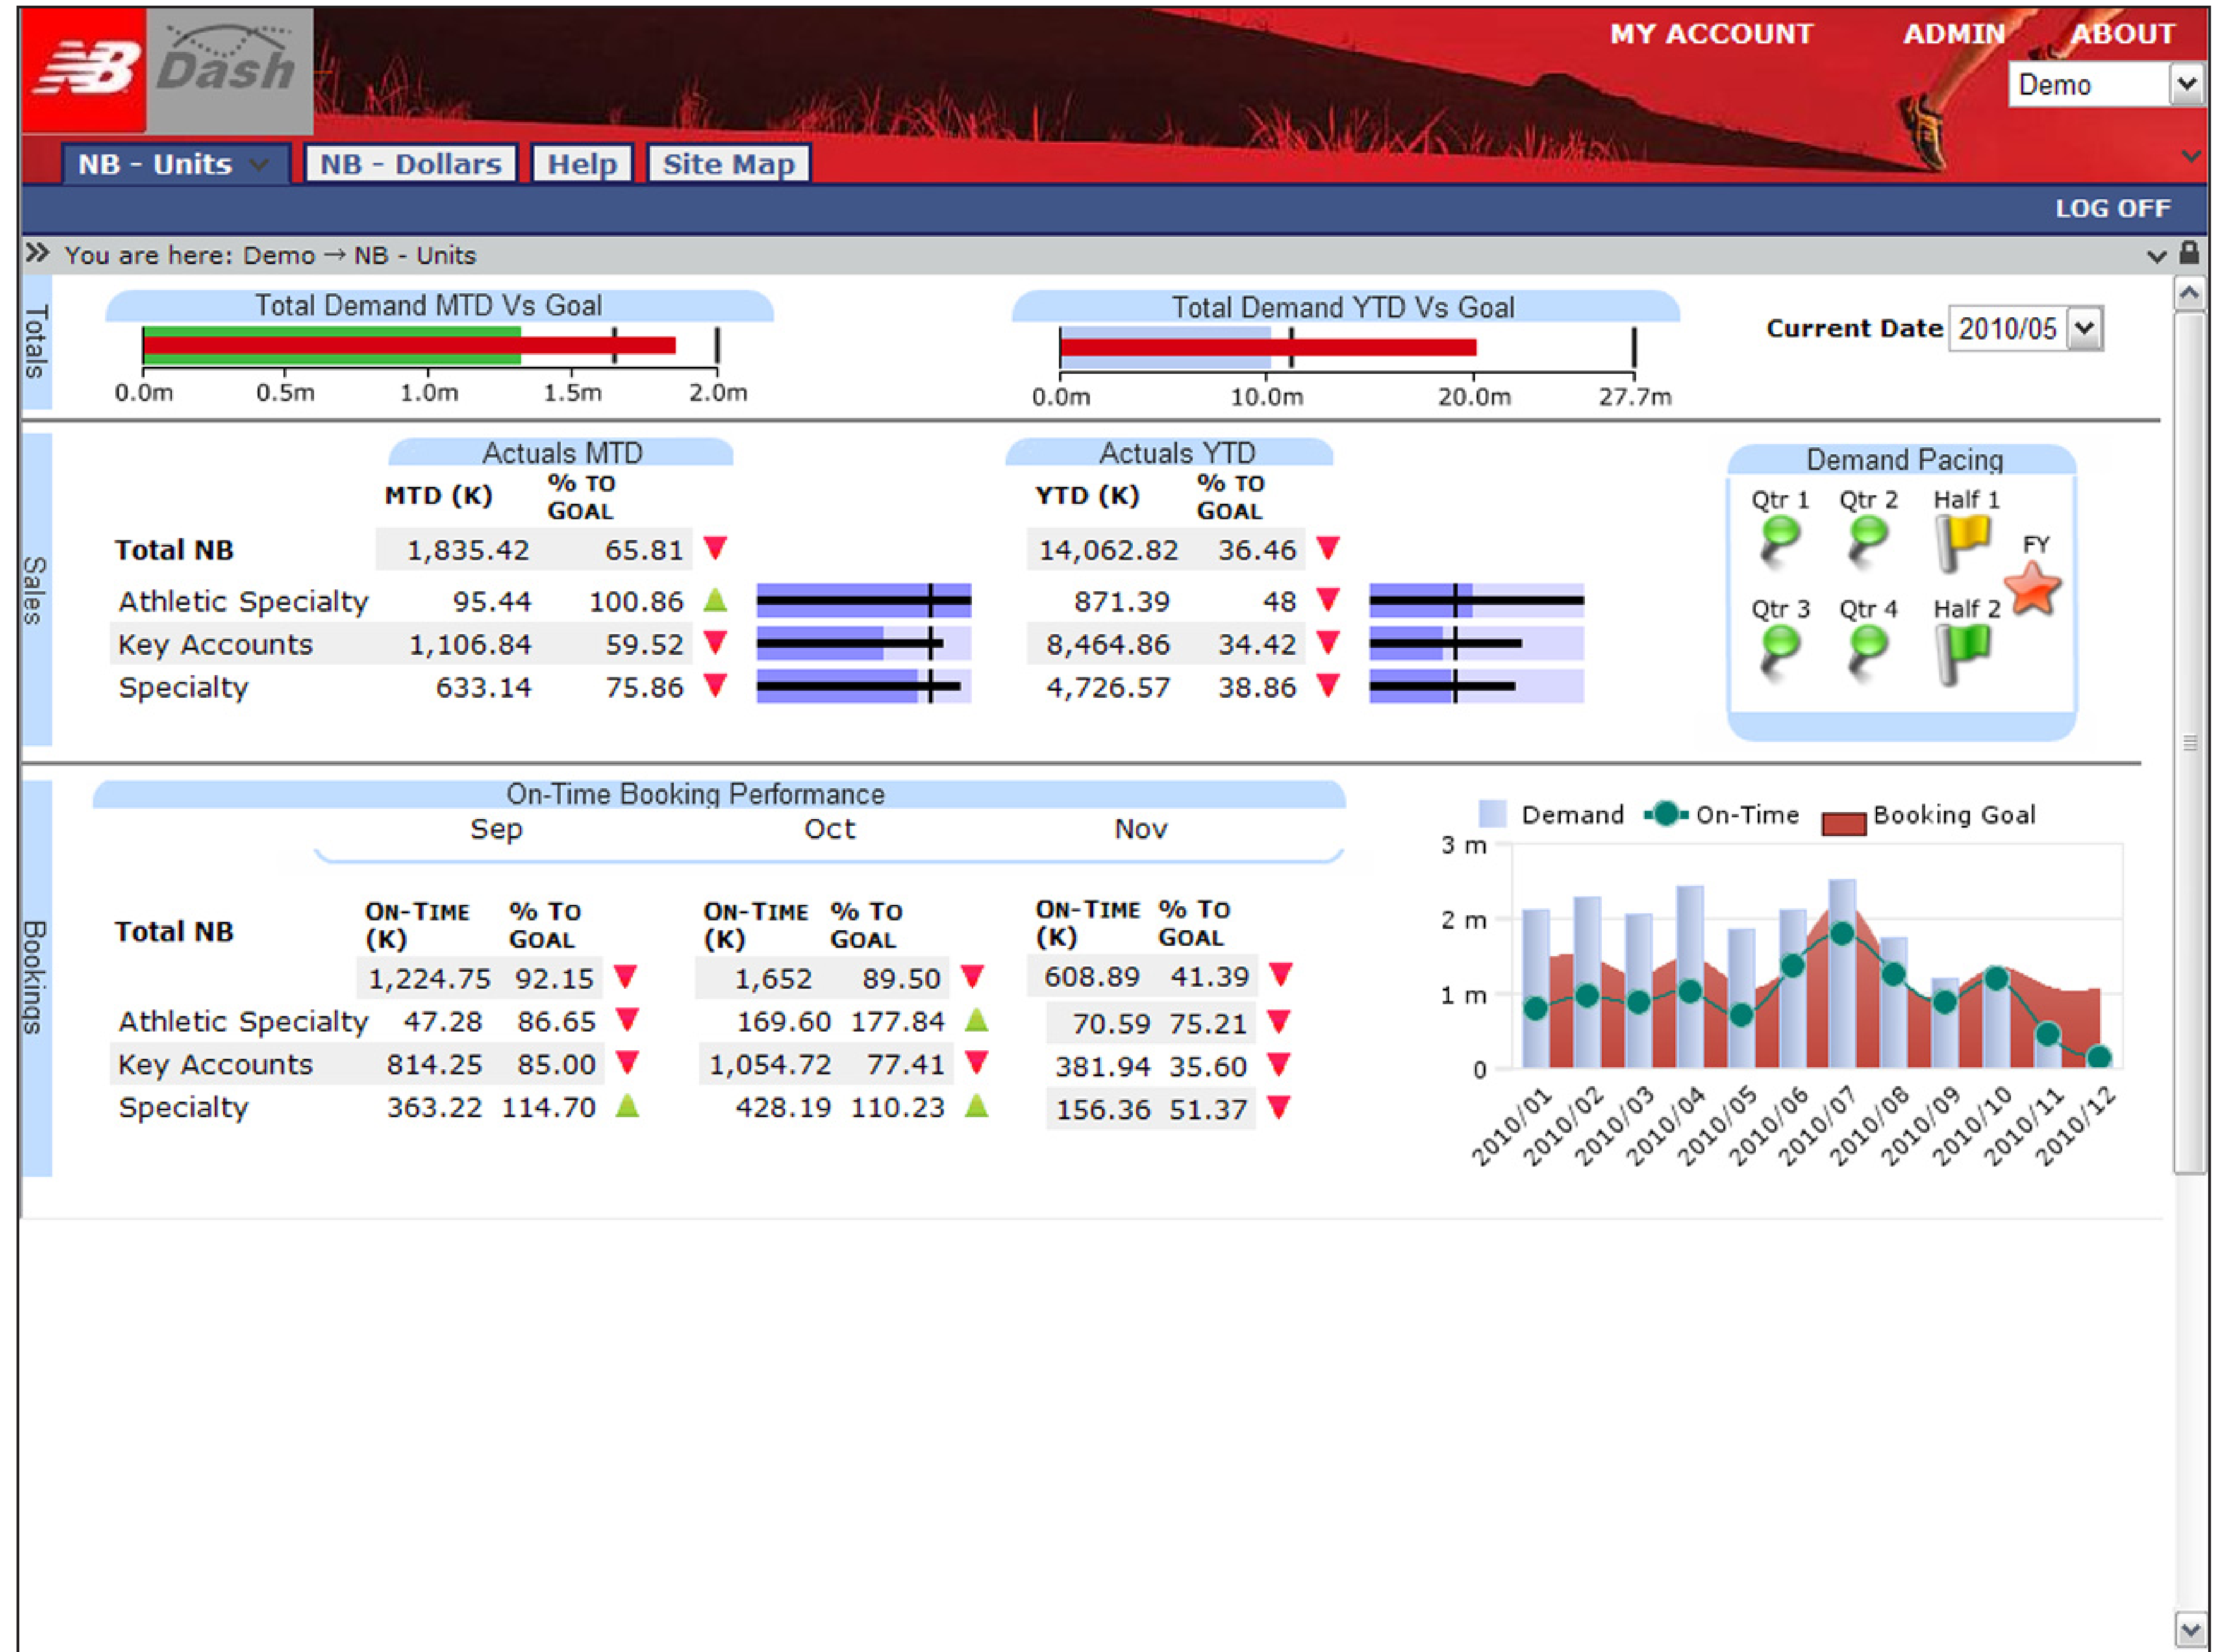 MY ACCOUNT ADMIN ABOUT
NB Dash
Demo
NB - Units NB - Dollars Help Site Map
LOG OFF
You are here: Demo → NB - Units
Totals
Total Demand MTD Vs Goal
0.0m 0.5m 1.0m 1.5m 2.0m
Total Demand YTD Vs Goal
0.0m 10.0m 20.0m 27.7m
Current Date 2010/05
Sales
Actuals MTD Actuals YTD
MTD (K) % TO GOAL YTD (K) % TO GOAL
Total NB 1,835.42 65.81 14,062.82 36.46
Athletic Specialty 95.44 100.86 871.39 48
Key Accounts 1,106.84 59.52 8,464.86 34.42
Specialty 633.14 75.86 4,726.57 38.86
Demand Pacing
Qtr 1 Qtr 2 Half 1
FY
Qtr 3 Qtr 4 Half 2
Bookings
On-Time Booking Performance
Sep Oct Nov
Total NB
ON-TIME (K) % TO GOAL ON-TIME (K) % TO GOAL ON-TIME (K) % TO GOAL
1,224.75 92.15 1,652 89.50 608.89 41.39
Athletic Specialty 47.28 86.65 169.60 177.84 70.59 75.21
Key Accounts 814.25 85.00 1,054.72 77.41 381.94 35.60
Specialty 363.22 114.70 428.19 110.23 156.36 51.37
Demand On-Time Booking Goal
3 m
2 m
1 m
0
2010/01 2010/02 2010/03 2010/04 2010/05 2010/06 2010/07 2010/08 2010/09 2010/10 2010/11 2010/12